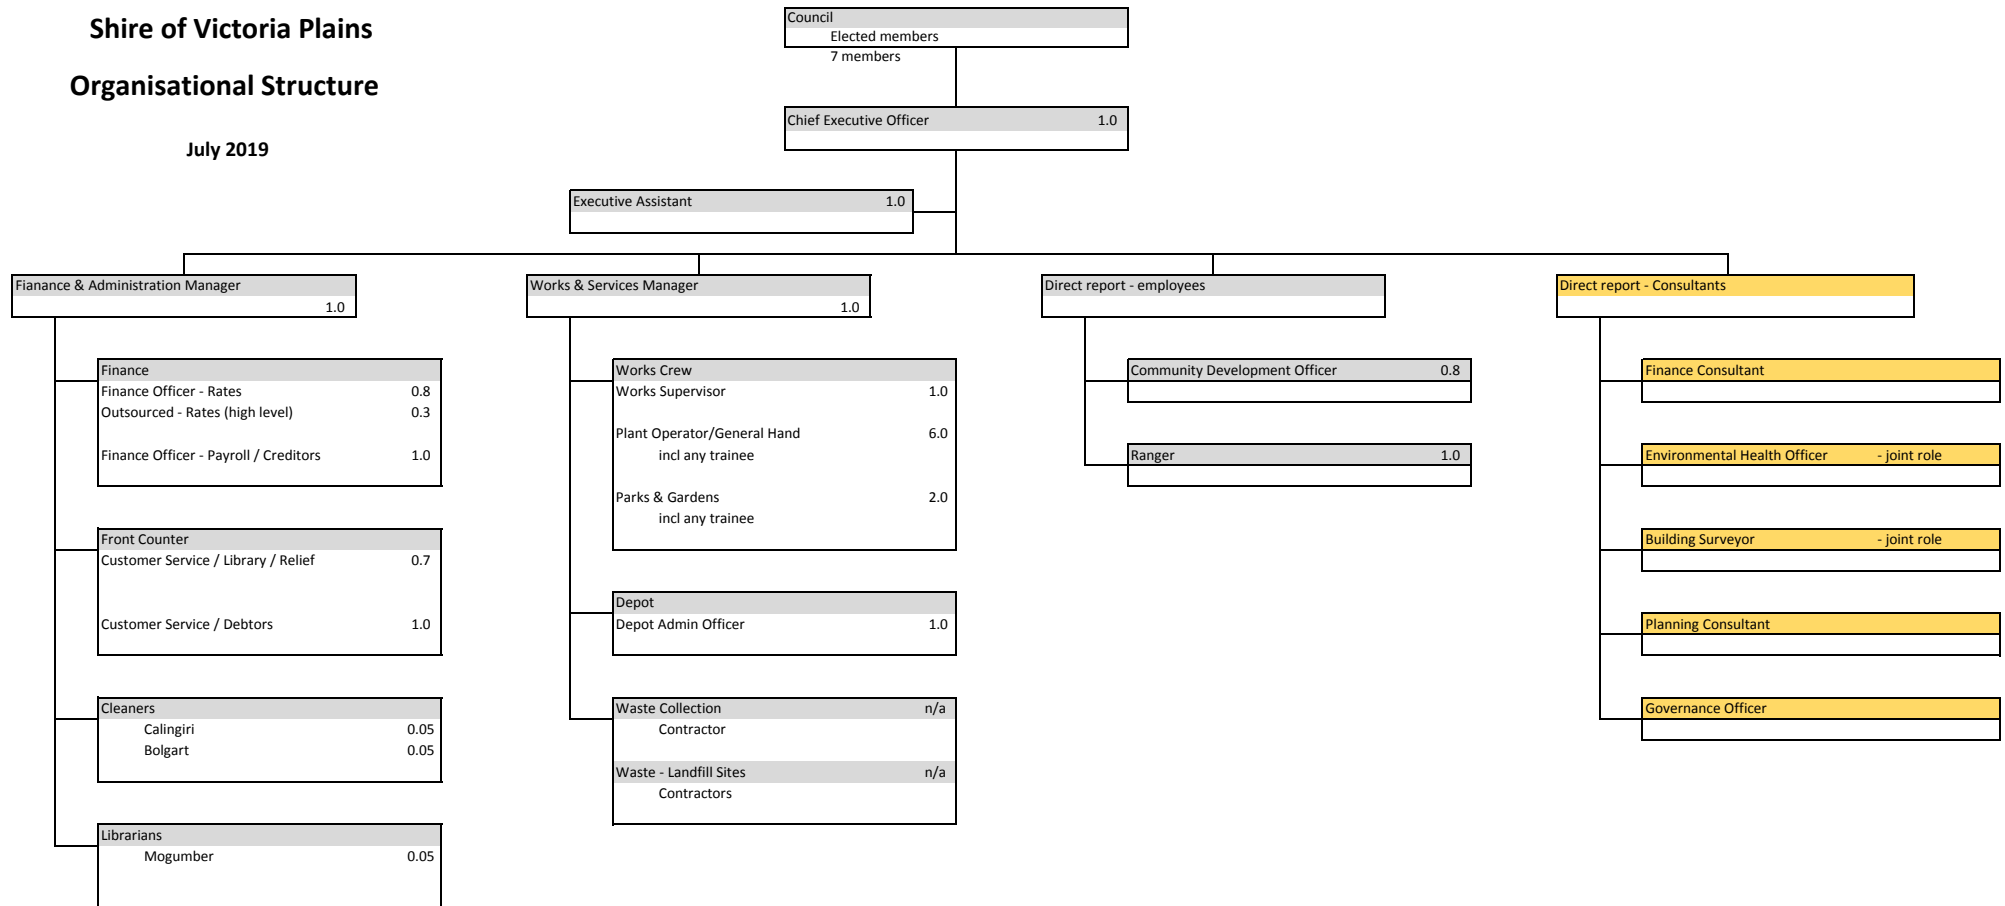 Shire of Victoria Plains
Organisational Structure
July 2019
Council
Elected members
7 members
Chief Executive Officer 1.0
Executive Assistant 1.0
Fianance & Administration Manager
1.0
Finance
Finance Officer - Rates 0.8
Outsourced - Rates (high level) 0.3
Finance Officer - Payroll / Creditors 1.0
Front Counter
Customer Service / Library / Relief 0.7
Customer Service / Debtors 1.0
Cleaners
Calingiri 0.05
Bolgart 0.05
Librarians
Mogumber 0.05
Works & Services Manager
1.0
Works Crew
Works Supervisor 1.0
Plant Operator/General Hand 6.0
incl any trainee
Parks & Gardens 2.0
incl any trainee
Depot
Depot Admin Officer 1.0
Waste Collection n/a
Contractor
Waste - Landfill Sites n/a
Contractors
Direct report - employees
Community Development Officer 0.8
Ranger 1.0
Direct report - Consultants
Finance Consultant
Environmental Health Officer - joint role
Building Surveyor - joint role
Planning Consultant
Governance Officer